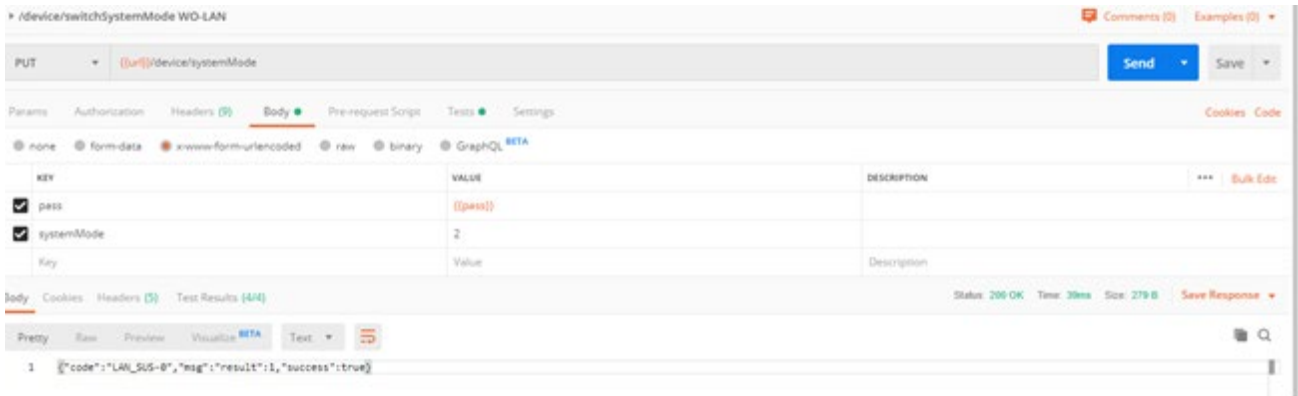 /device/switchSystemMode WO-LAN Comments (0) Examples (0)
PUT {{url}}/device/systemMode Send Save
Params Authorization Headers (9) Body Pre-request Script Tests Settings Cookies Code
none form-data x-www-form-urlencoded raw binary GraphQL BETA
KEY VALUE DESCRIPTION ••• Bulk Edit
pass {{pass}}
systemMode 2
Key Value Description
Body Cookies Headers (5) Test Results (4/4) Status: 200 OK Time: 39ms Size: 279 B Save Response
Pretty Raw Preview Visualize BETA Text
1 {"code":"LAN_SUS-0","msg":"result":1,"success":true}